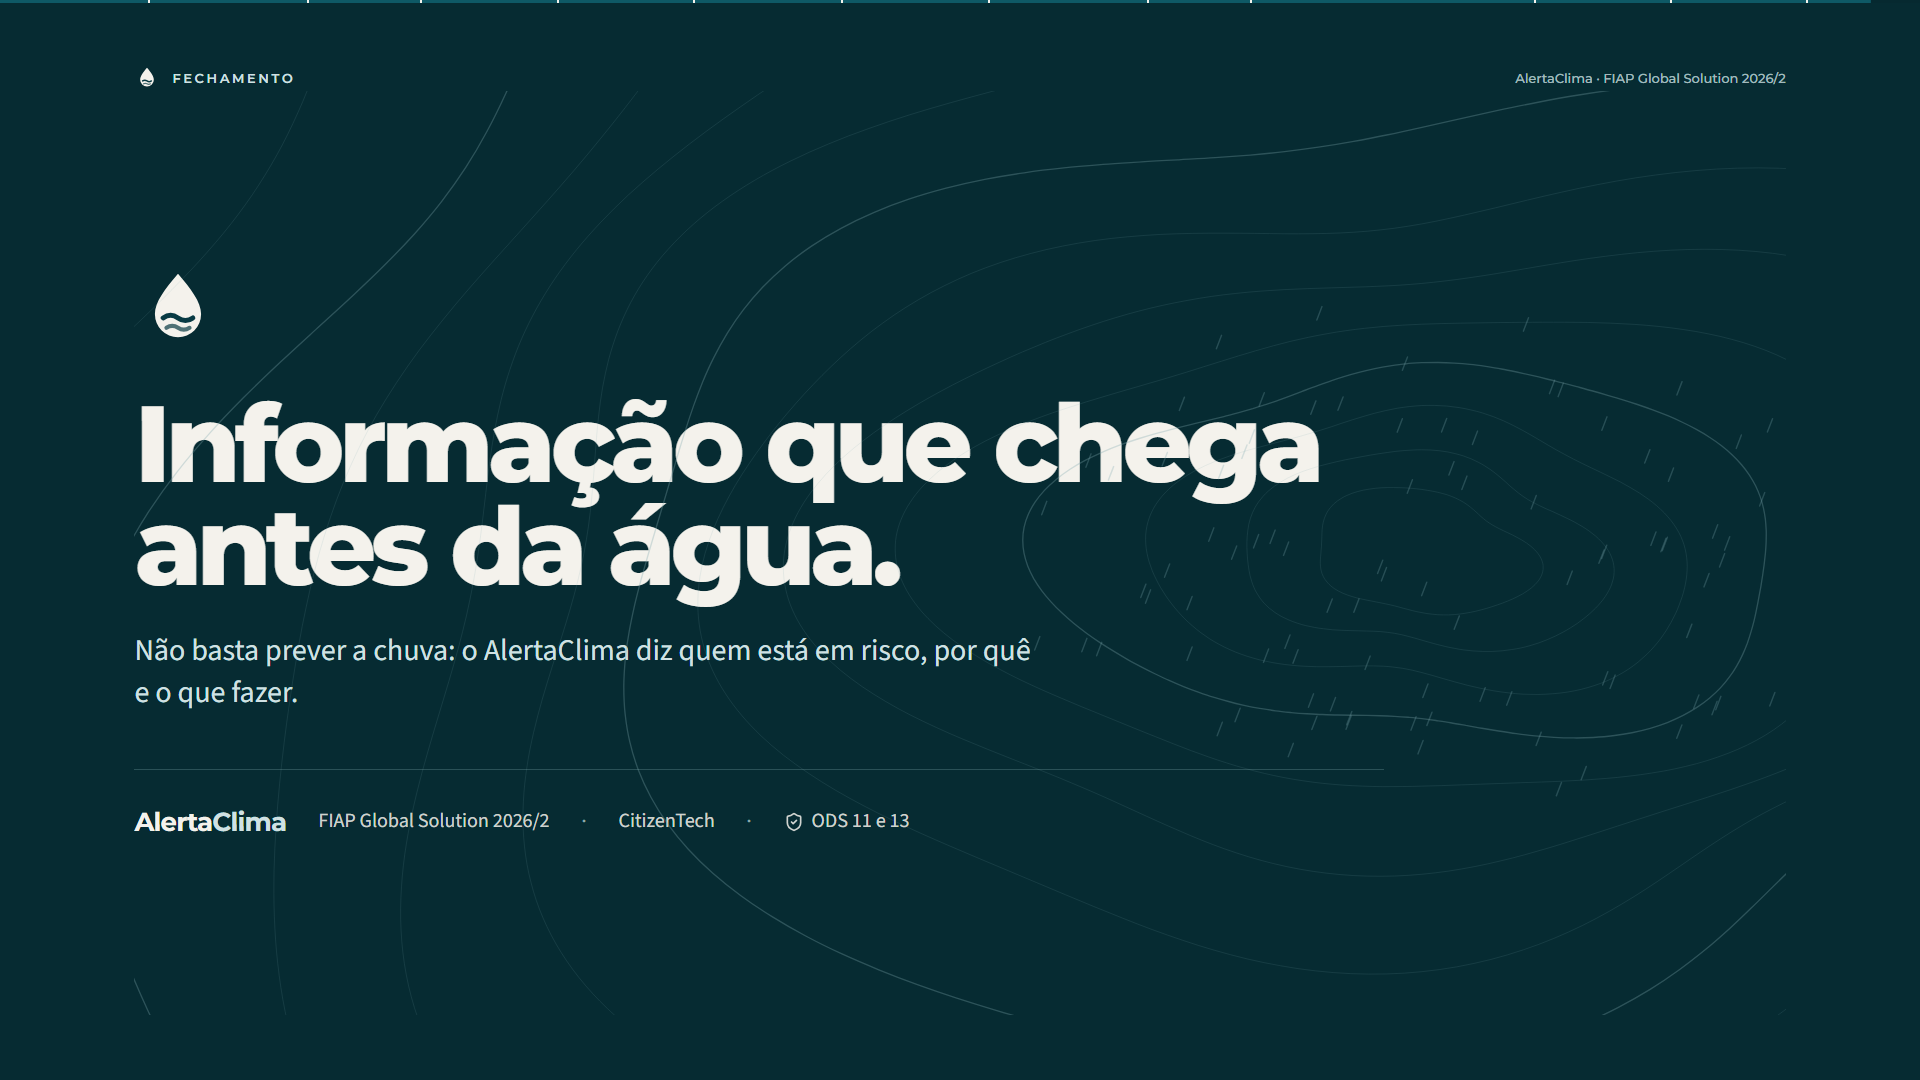 FECHAMENTO
AlertaClima · FIAP Global Solution 2026/2
Informação que chega
antes da água.
Não basta prever a chuva: o AlertaClima diz quem está em risco, por quê
e o que fazer.
AlertaClima FIAP Global Solution 2026/2 · CitizenTech · ODS 11 e 13